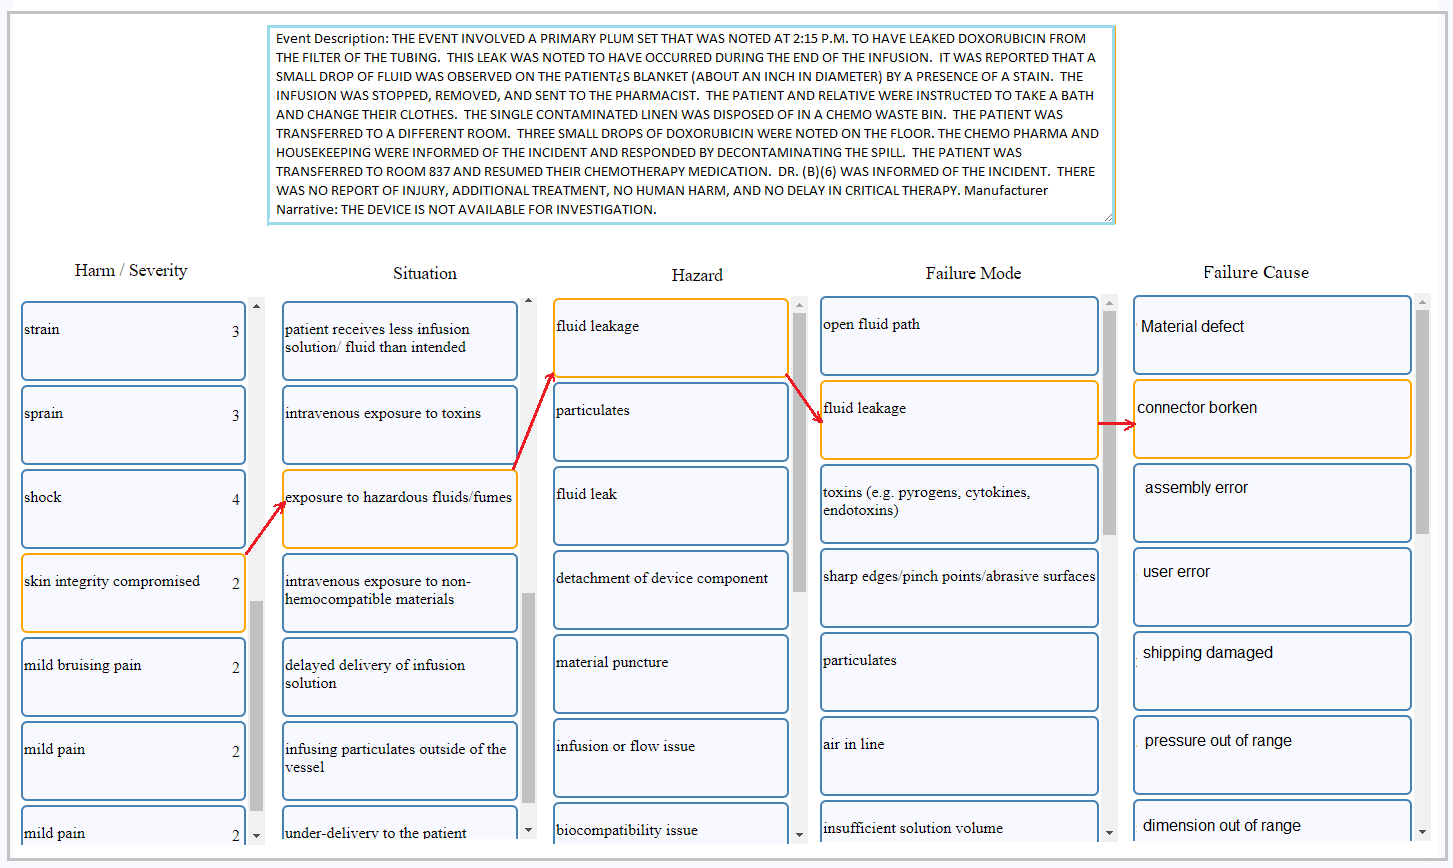 Event Description: THE EVENT INVOLVED A PRIMARY PLUM SET THAT WAS NOTED AT 2:15 P.M. TO HAVE LEAKED DOXORUBICIN FROM
THE FILTER OF THE TUBING.  THIS LEAK WAS NOTED TO HAVE OCCURRED DURING THE END OF THE INFUSION.  IT WAS REPORTED THAT A
SMALL DROP OF FLUID WAS OBSERVED ON THE PATIENT¿S BLANKET (ABOUT AN INCH IN DIAMETER) BY A PRESENCE OF A STAIN.  THE
INFUSION WAS STOPPED, REMOVED, AND SENT TO THE PHARMACIST.  THE PATIENT AND RELATIVE WERE INSTRUCTED TO TAKE A BATH
AND CHANGE THEIR CLOTHES.  THE SINGLE CONTAMINATED LINEN WAS DISPOSED OF IN A CHEMO WASTE BIN.  THE PATIENT WAS
TRANSFERRED TO A DIFFERENT ROOM.  THREE SMALL DROPS OF DOXORUBICIN WERE NOTED ON THE FLOOR. THE CHEMO PHARMA AND
HOUSEKEEPING WERE INFORMED OF THE INCIDENT AND RESPONDED BY DECONTAMINATING THE SPILL.  THE PATIENT WAS
TRANSFERRED TO ROOM 837 AND RESUMED THEIR CHEMOTHERAPY MEDICATION.  DR. (B)(6) WAS INFORMED OF THE INCIDENT.  THERE
WAS NO REPORT OF INJURY, ADDITIONAL TREATMENT, NO HUMAN HARM, AND NO DELAY IN CRITICAL THERAPY. Manufacturer
Narrative: THE DEVICE IS NOT AVAILABLE FOR INVESTIGATION.
Harm / Severity
strain 3
sprain 3
shock 4
skin integrity compromised 2
mild bruising pain 2
mild pain 2
mild pain 2
Situation
patient receives less infusion
solution/ fluid than intended
intravenous exposure to toxins
exposure to hazardous fluids/fumes
intravenous exposure to non-
hemocompatible materials
delayed delivery of infusion
solution
infusing particulates outside of the
vessel
under-delivery to the patient
Hazard
fluid leakage
particulates
fluid leak
detachment of device component
material puncture
infusion or flow issue
biocompatibility issue
Failure Mode
open fluid path
fluid leakage
toxins (e.g. pyrogens, cytokines,
endotoxins)
sharp edges/pinch points/abrasive surfaces
particulates
air in line
insufficient solution volume
Failure Cause
Material defect
connector borken
assembly error
user error
shipping damaged
pressure out of range
dimension out of range